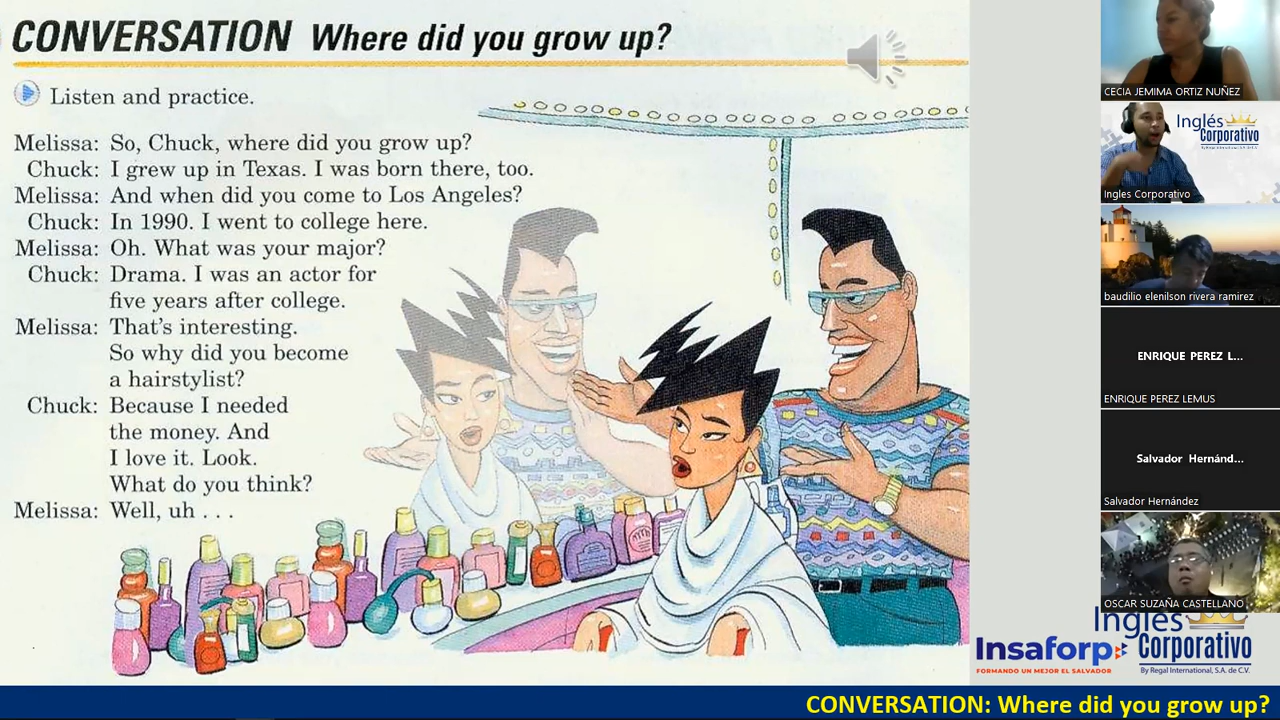 CONVERSATION Where did you grow up?
Listen and practice.
Melissa: So, Chuck, where did you grow up?
Chuck: I grew up in Texas. I was born there, too.
Melissa: And when did you come to Los Angeles?
Chuck: In 1990. I went to college here.
Melissa: Oh. What was your major?
Chuck: Drama. I was an actor for
five years after college.
Melissa: That's interesting.
So why did you become
a hairstylist?
Chuck: Because I needed
the money. And
I love it. Look.
What do you think?
Melissa: Well, uh . . .
CECIA JEMIMA ORTIZ NUÑEZ
Inglés
Corporativo
By Regal International, S.A. de C.V.
Ingles Corporativo
baudilio elenilson rivera ramirez
ENRIQUE PEREZ L...
ENRIQUE PEREZ LEMUS
Salvador Hernánd...
Salvador Hernández
OSCAR SUZAÑA CASTELLANO
Insaforp
FORMANDO UN MEJOR EL SALVADOR
Inglés
Corporativo
By Regal International, S.A. de C.V.
CONVERSATION: Where did you grow up?